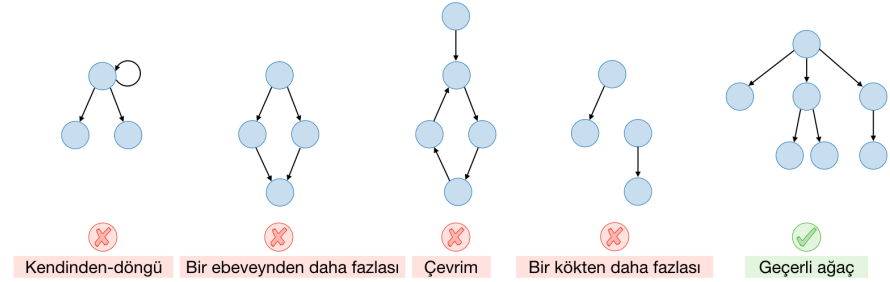 Kendinden-döngü
Bir ebeveynden daha fazlası
Çevrim
Bir kökten daha fazlası
Geçerli ağaç